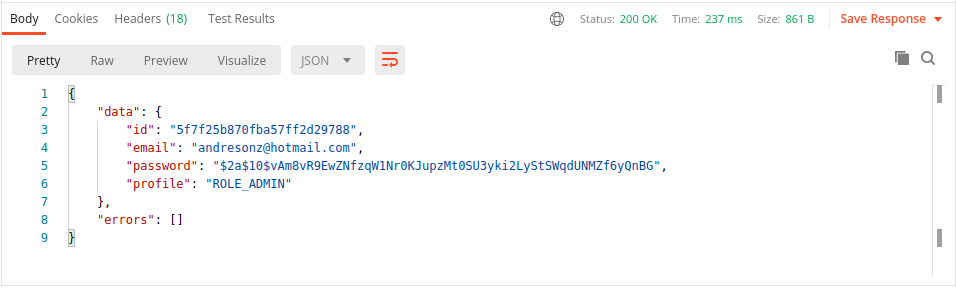 Body Cookies Headers (18) Test Results Status: 200 OK Time: 237 ms Size: 861 B Save Response
Pretty Raw Preview Visualize JSON
1 {
2 "data": {
3 "id": "5f7f25b870fba57ff2d29788",
4 "email": "andresonz@hotmail.com",
5 "password": "$2a$10$vAm8vR9EwZNfzqW1Nr0KJupzMt0SU3yki2LyStSWqdUNMZf6yQnBG",
6 "profile": "ROLE_ADMIN"
7 },
8 "errors": []
9 }